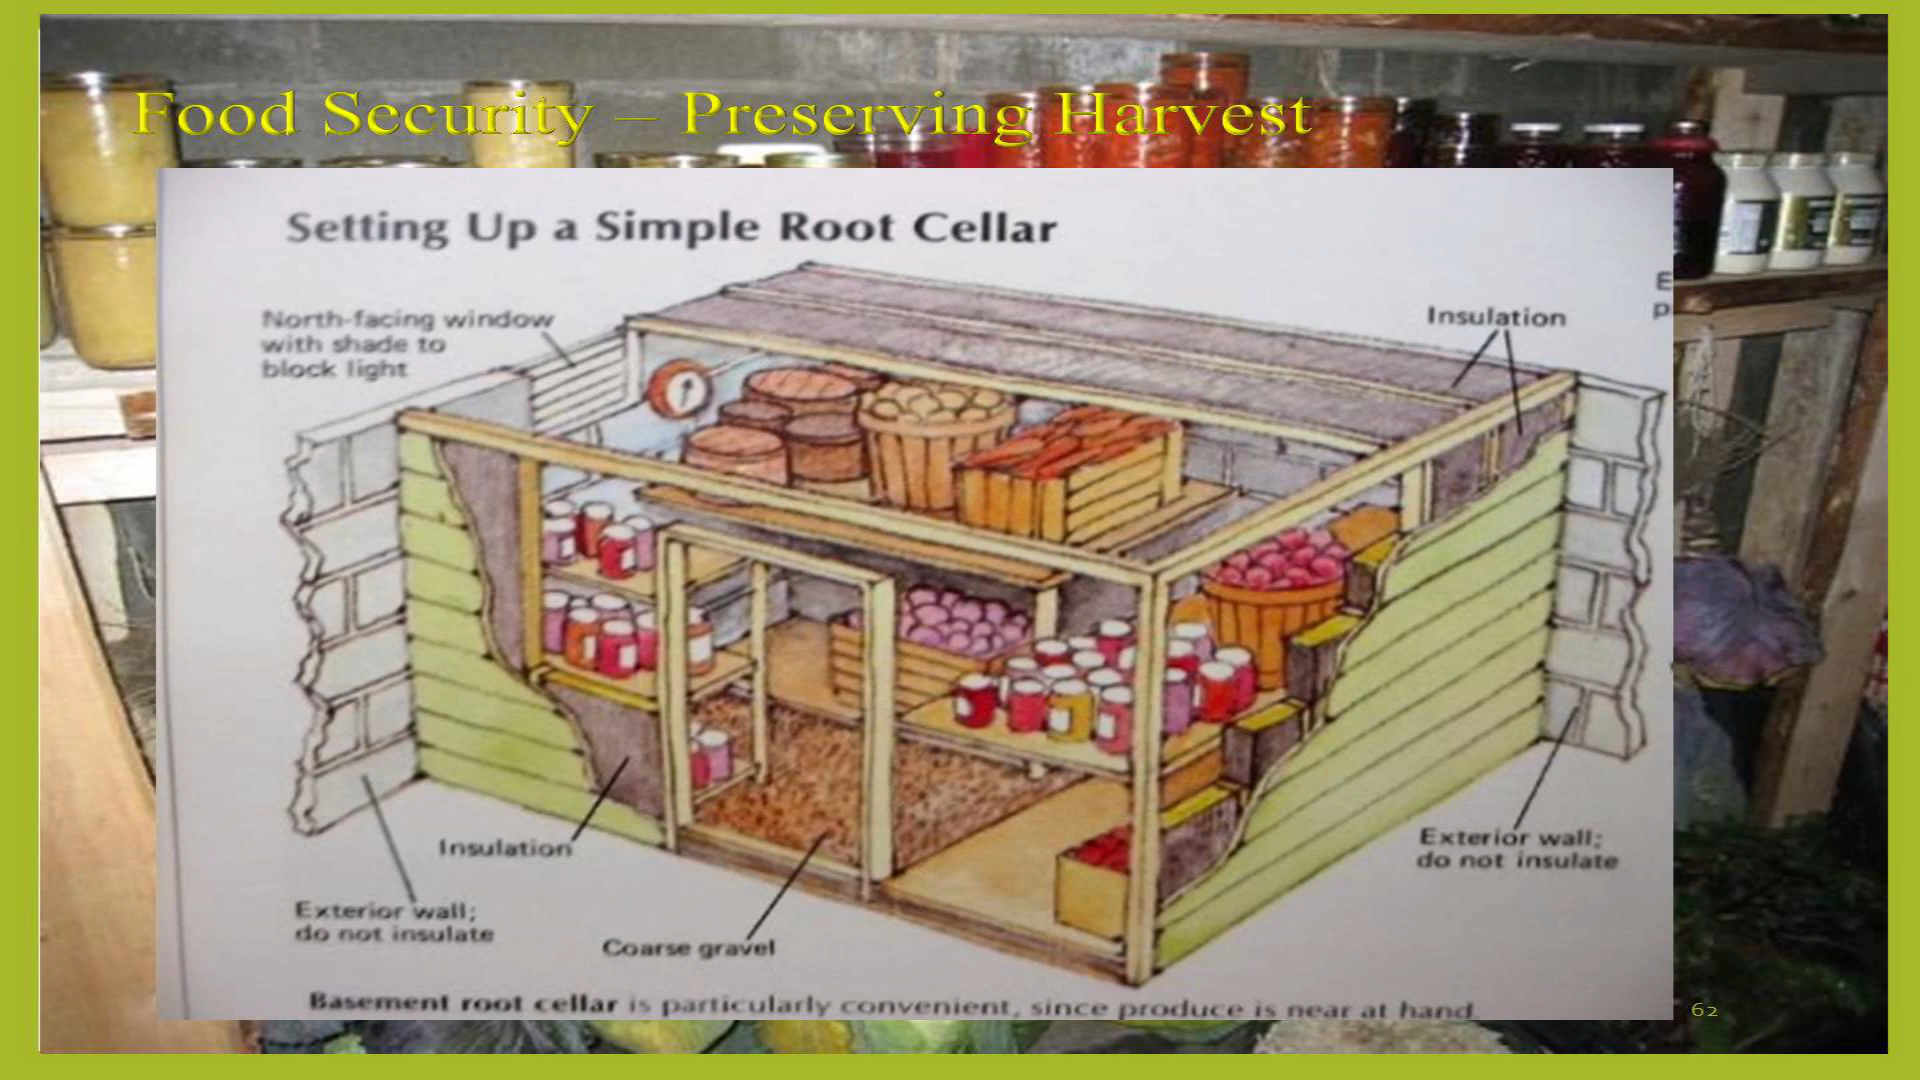 Food Security – Preserving Harvest
Setting Up a Simple Root Cellar
North-facing window
with shade to
block light
Insulation
E
p
Insulation
Exterior wall;
do not insulate
Exterior wall;
do not insulate
Coarse gravel
Basement root cellar is particularly convenient, since produce is near at hand.
62